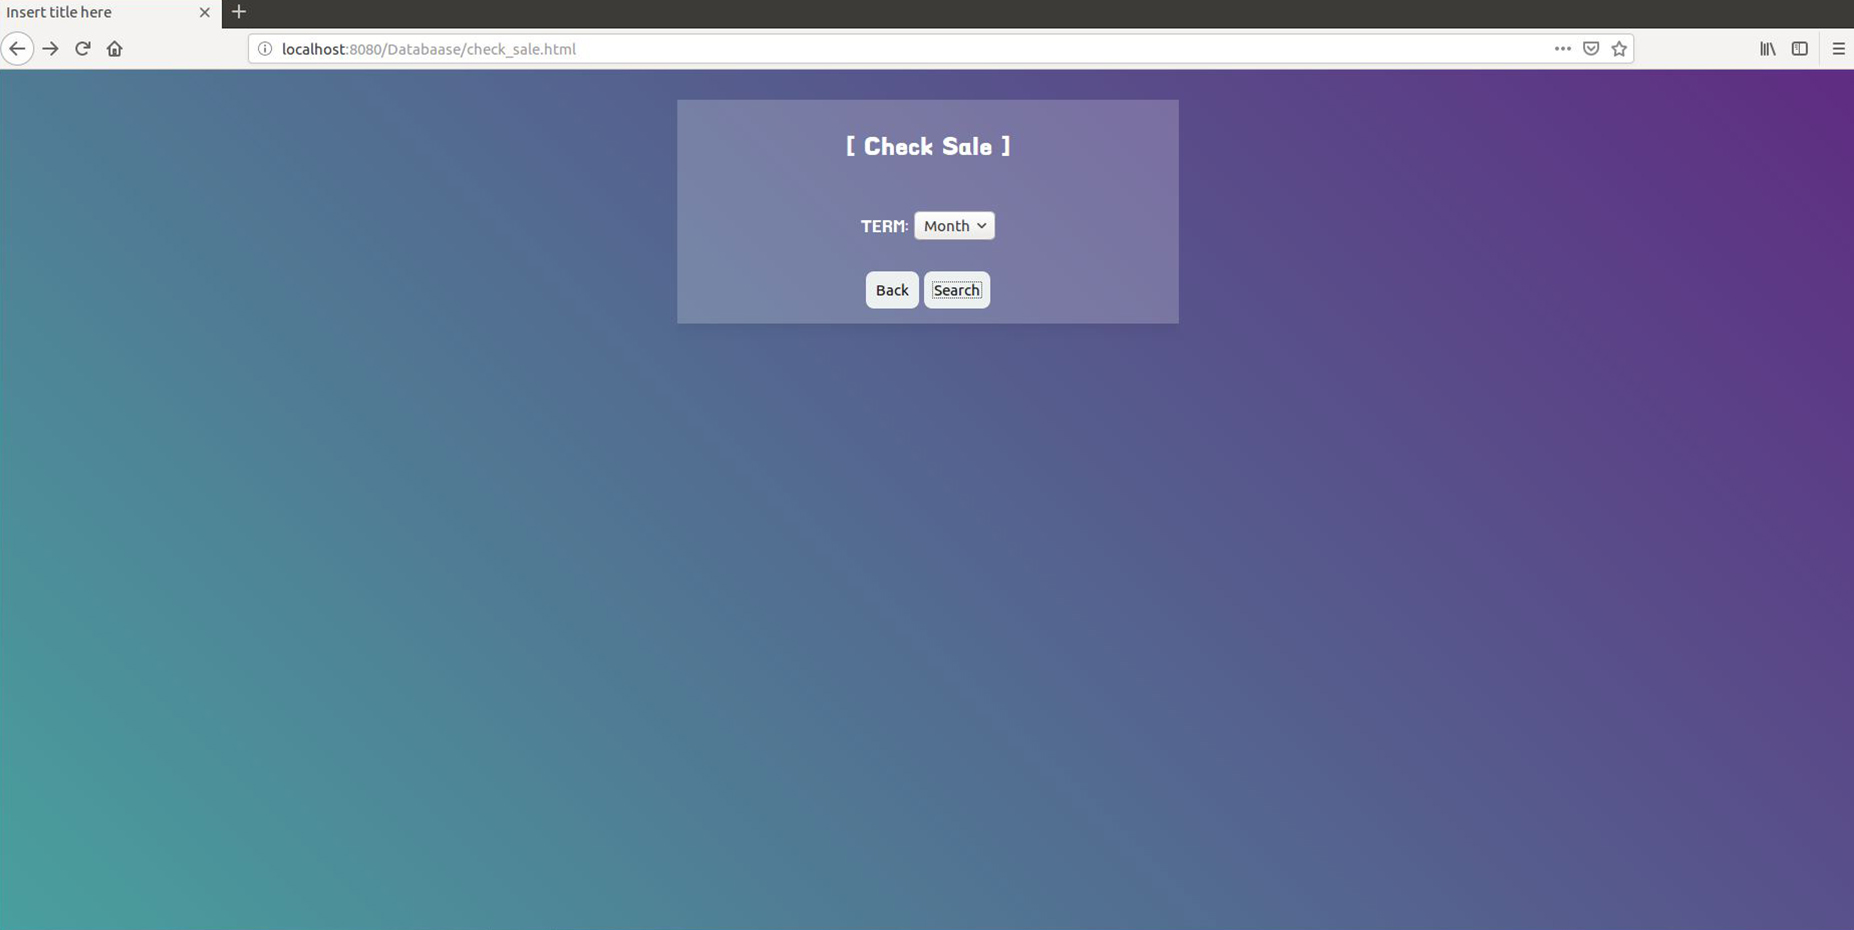 Insert title here
localhost:8080/Databaase/check_sale.html
[ Check Sale ]
TERM: Month
Back Search